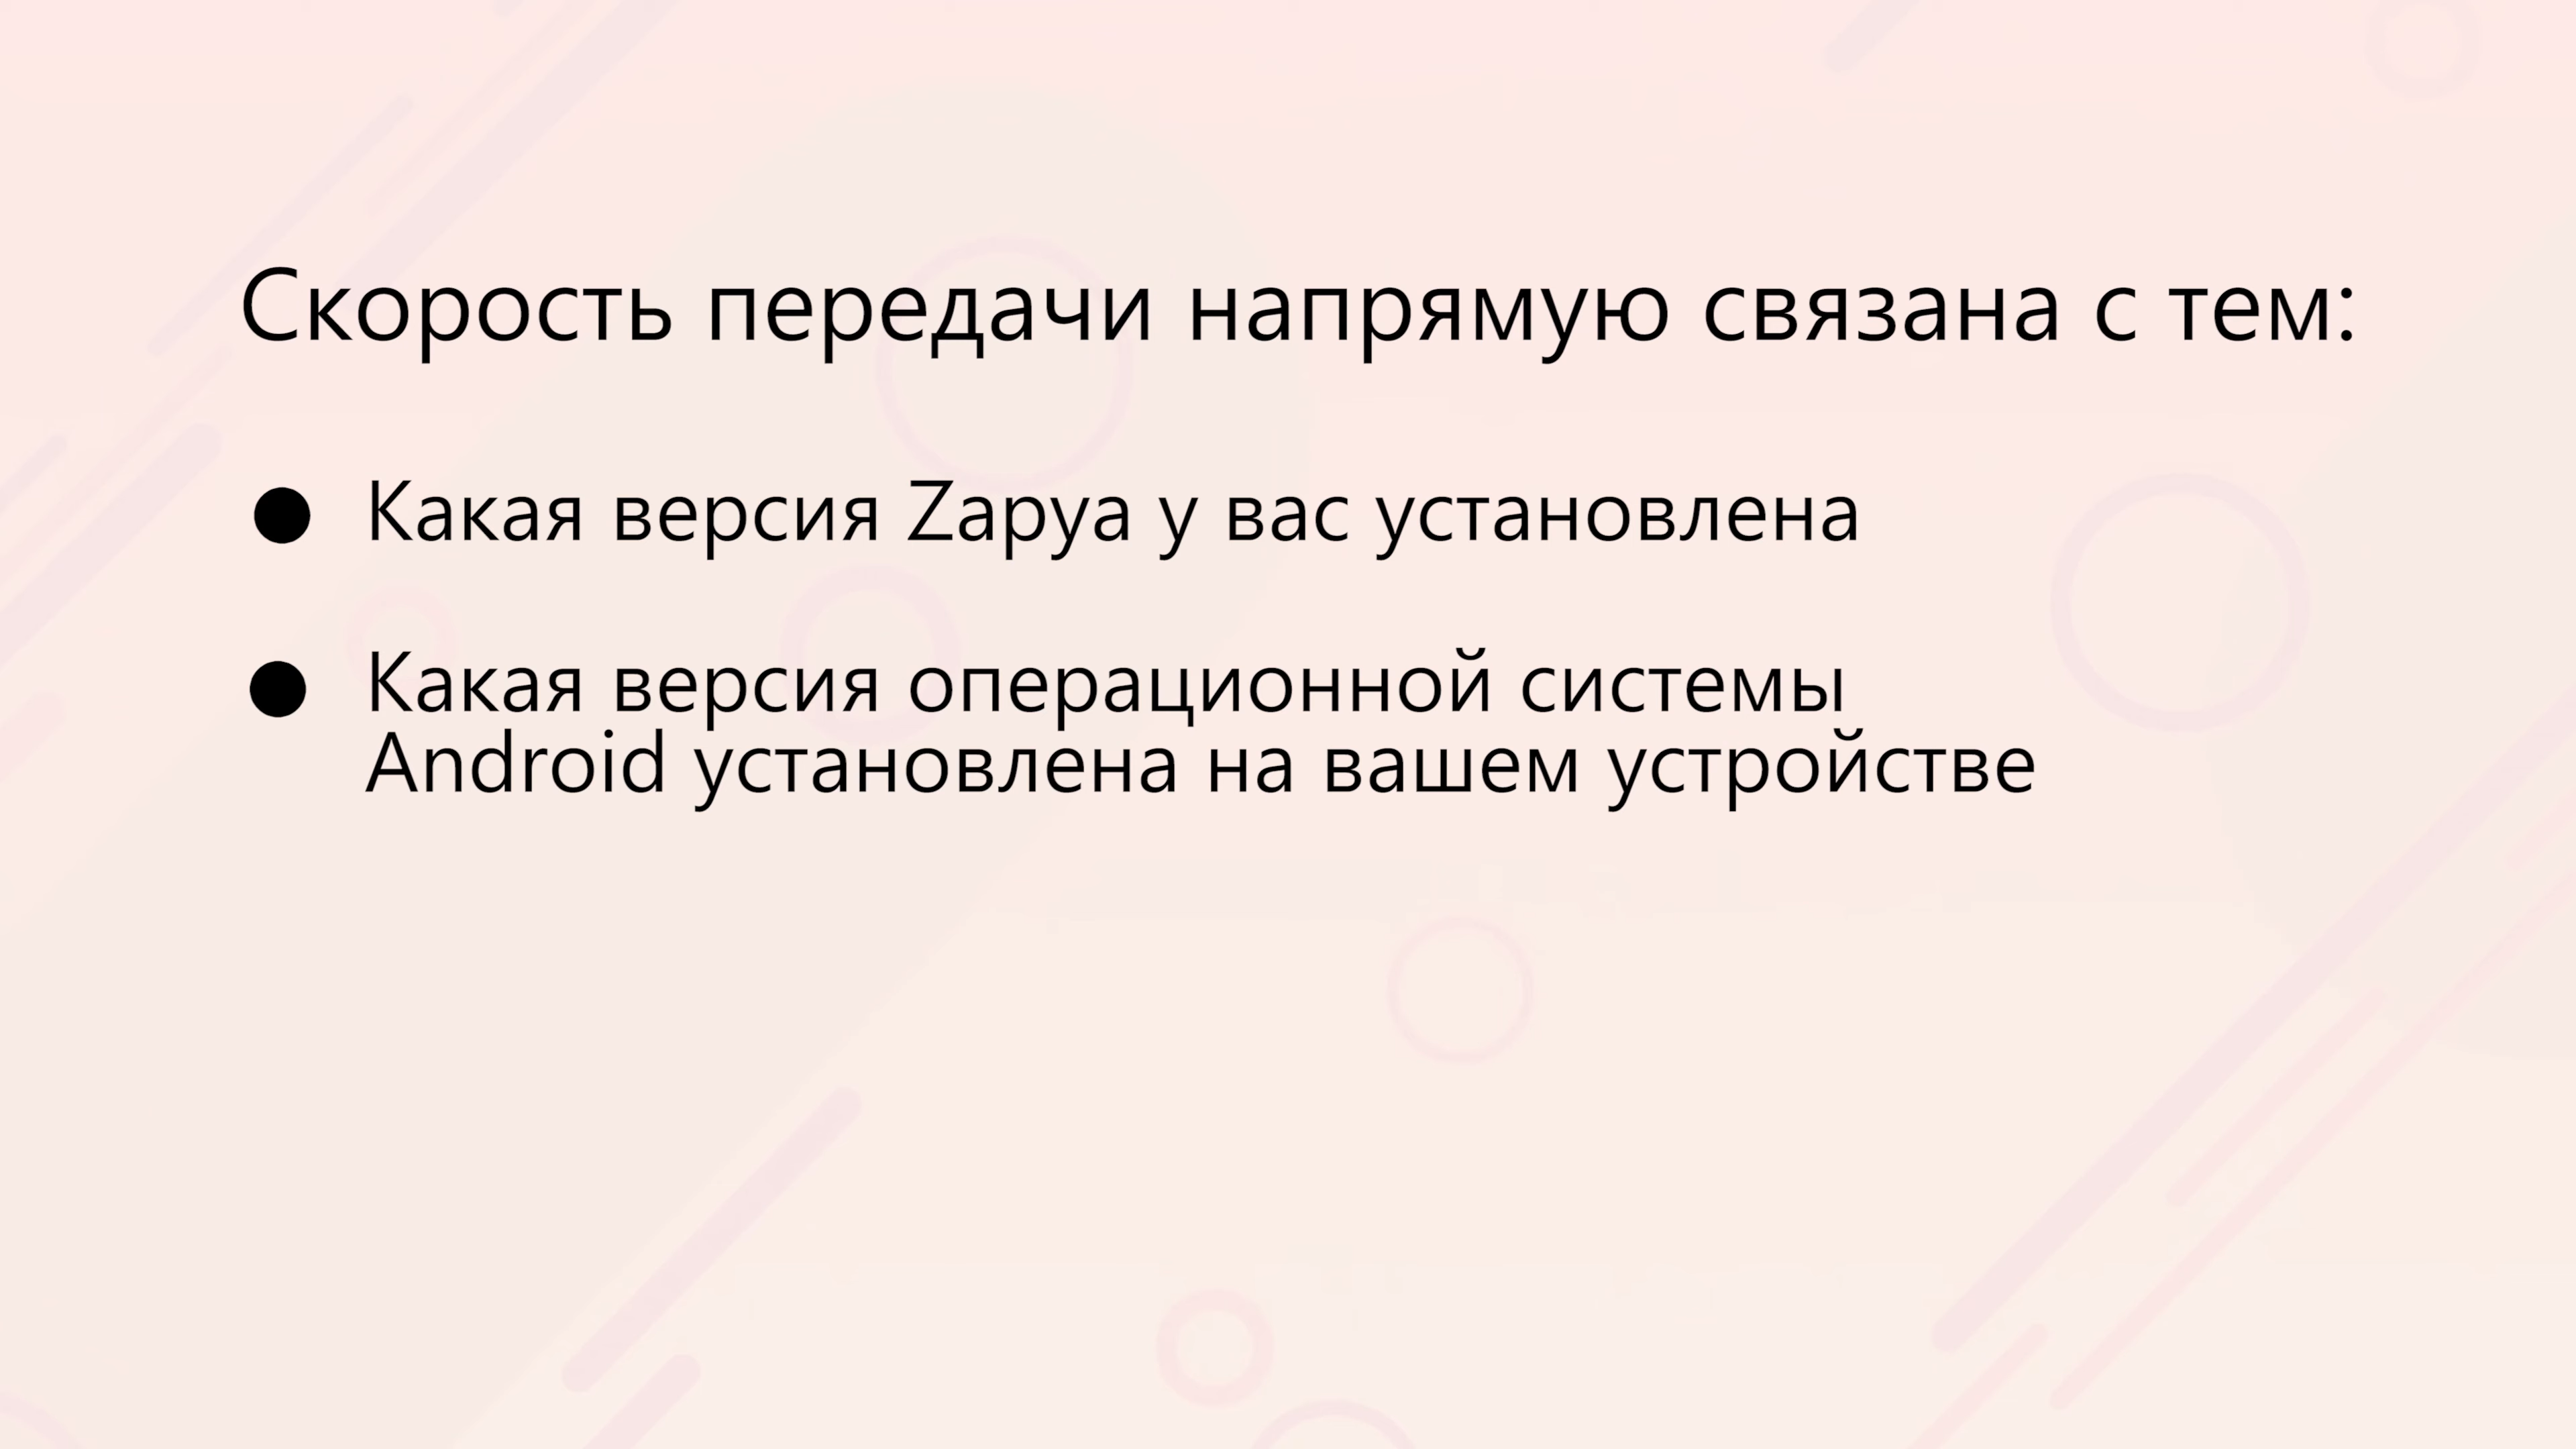 Скорость передачи напрямую связана с тем:
● Какая версия Zapya у вас установлена
● Какая версия операционной системы
Android установлена на вашем устройстве